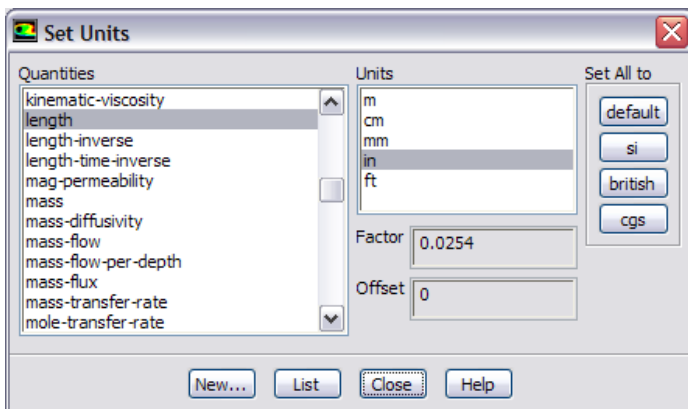 Set Units
Quantities
kinematic-viscosity
length
length-inverse
length-time-inverse
mag-permeability
mass
mass-diffusivity
mass-flow
mass-flow-per-depth
mass-flux
mass-transfer-rate
mole-transfer-rate
Units
m
cm
mm
in
ft
Factor 0.0254
Offset 0
Set All to
default
si
british
cgs
New... List Close Help